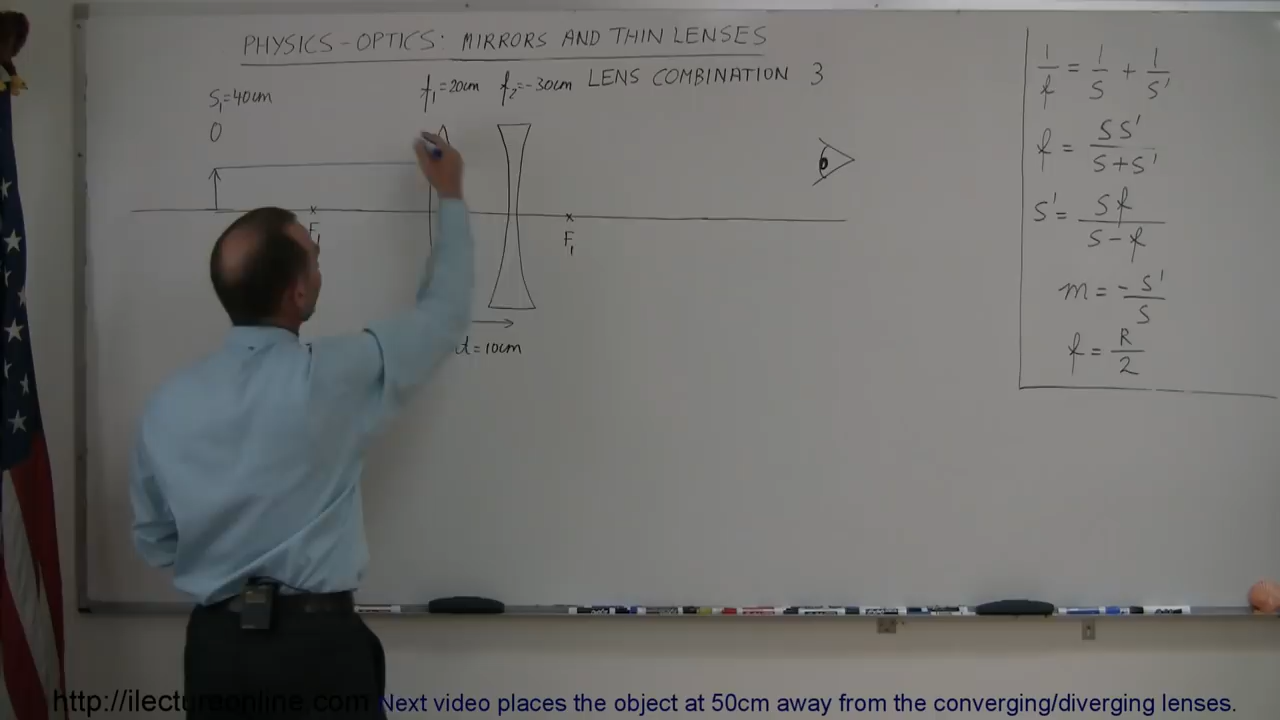 PHYSICS-OPTICS: MIRRORS AND THIN LENSES
S₁=40cm f₁=20cm f₂=-30cm LENS COMBINATION 3
O
F₁
F₁
d=10cm
1/f = 1/S + 1/S'
f = SS'/S+S'
S' = Sf/S-f
m = -S'/S
f = R/2
http://ilectureonline.com Next video places the object at 50cm away from the converging/diverging lenses.